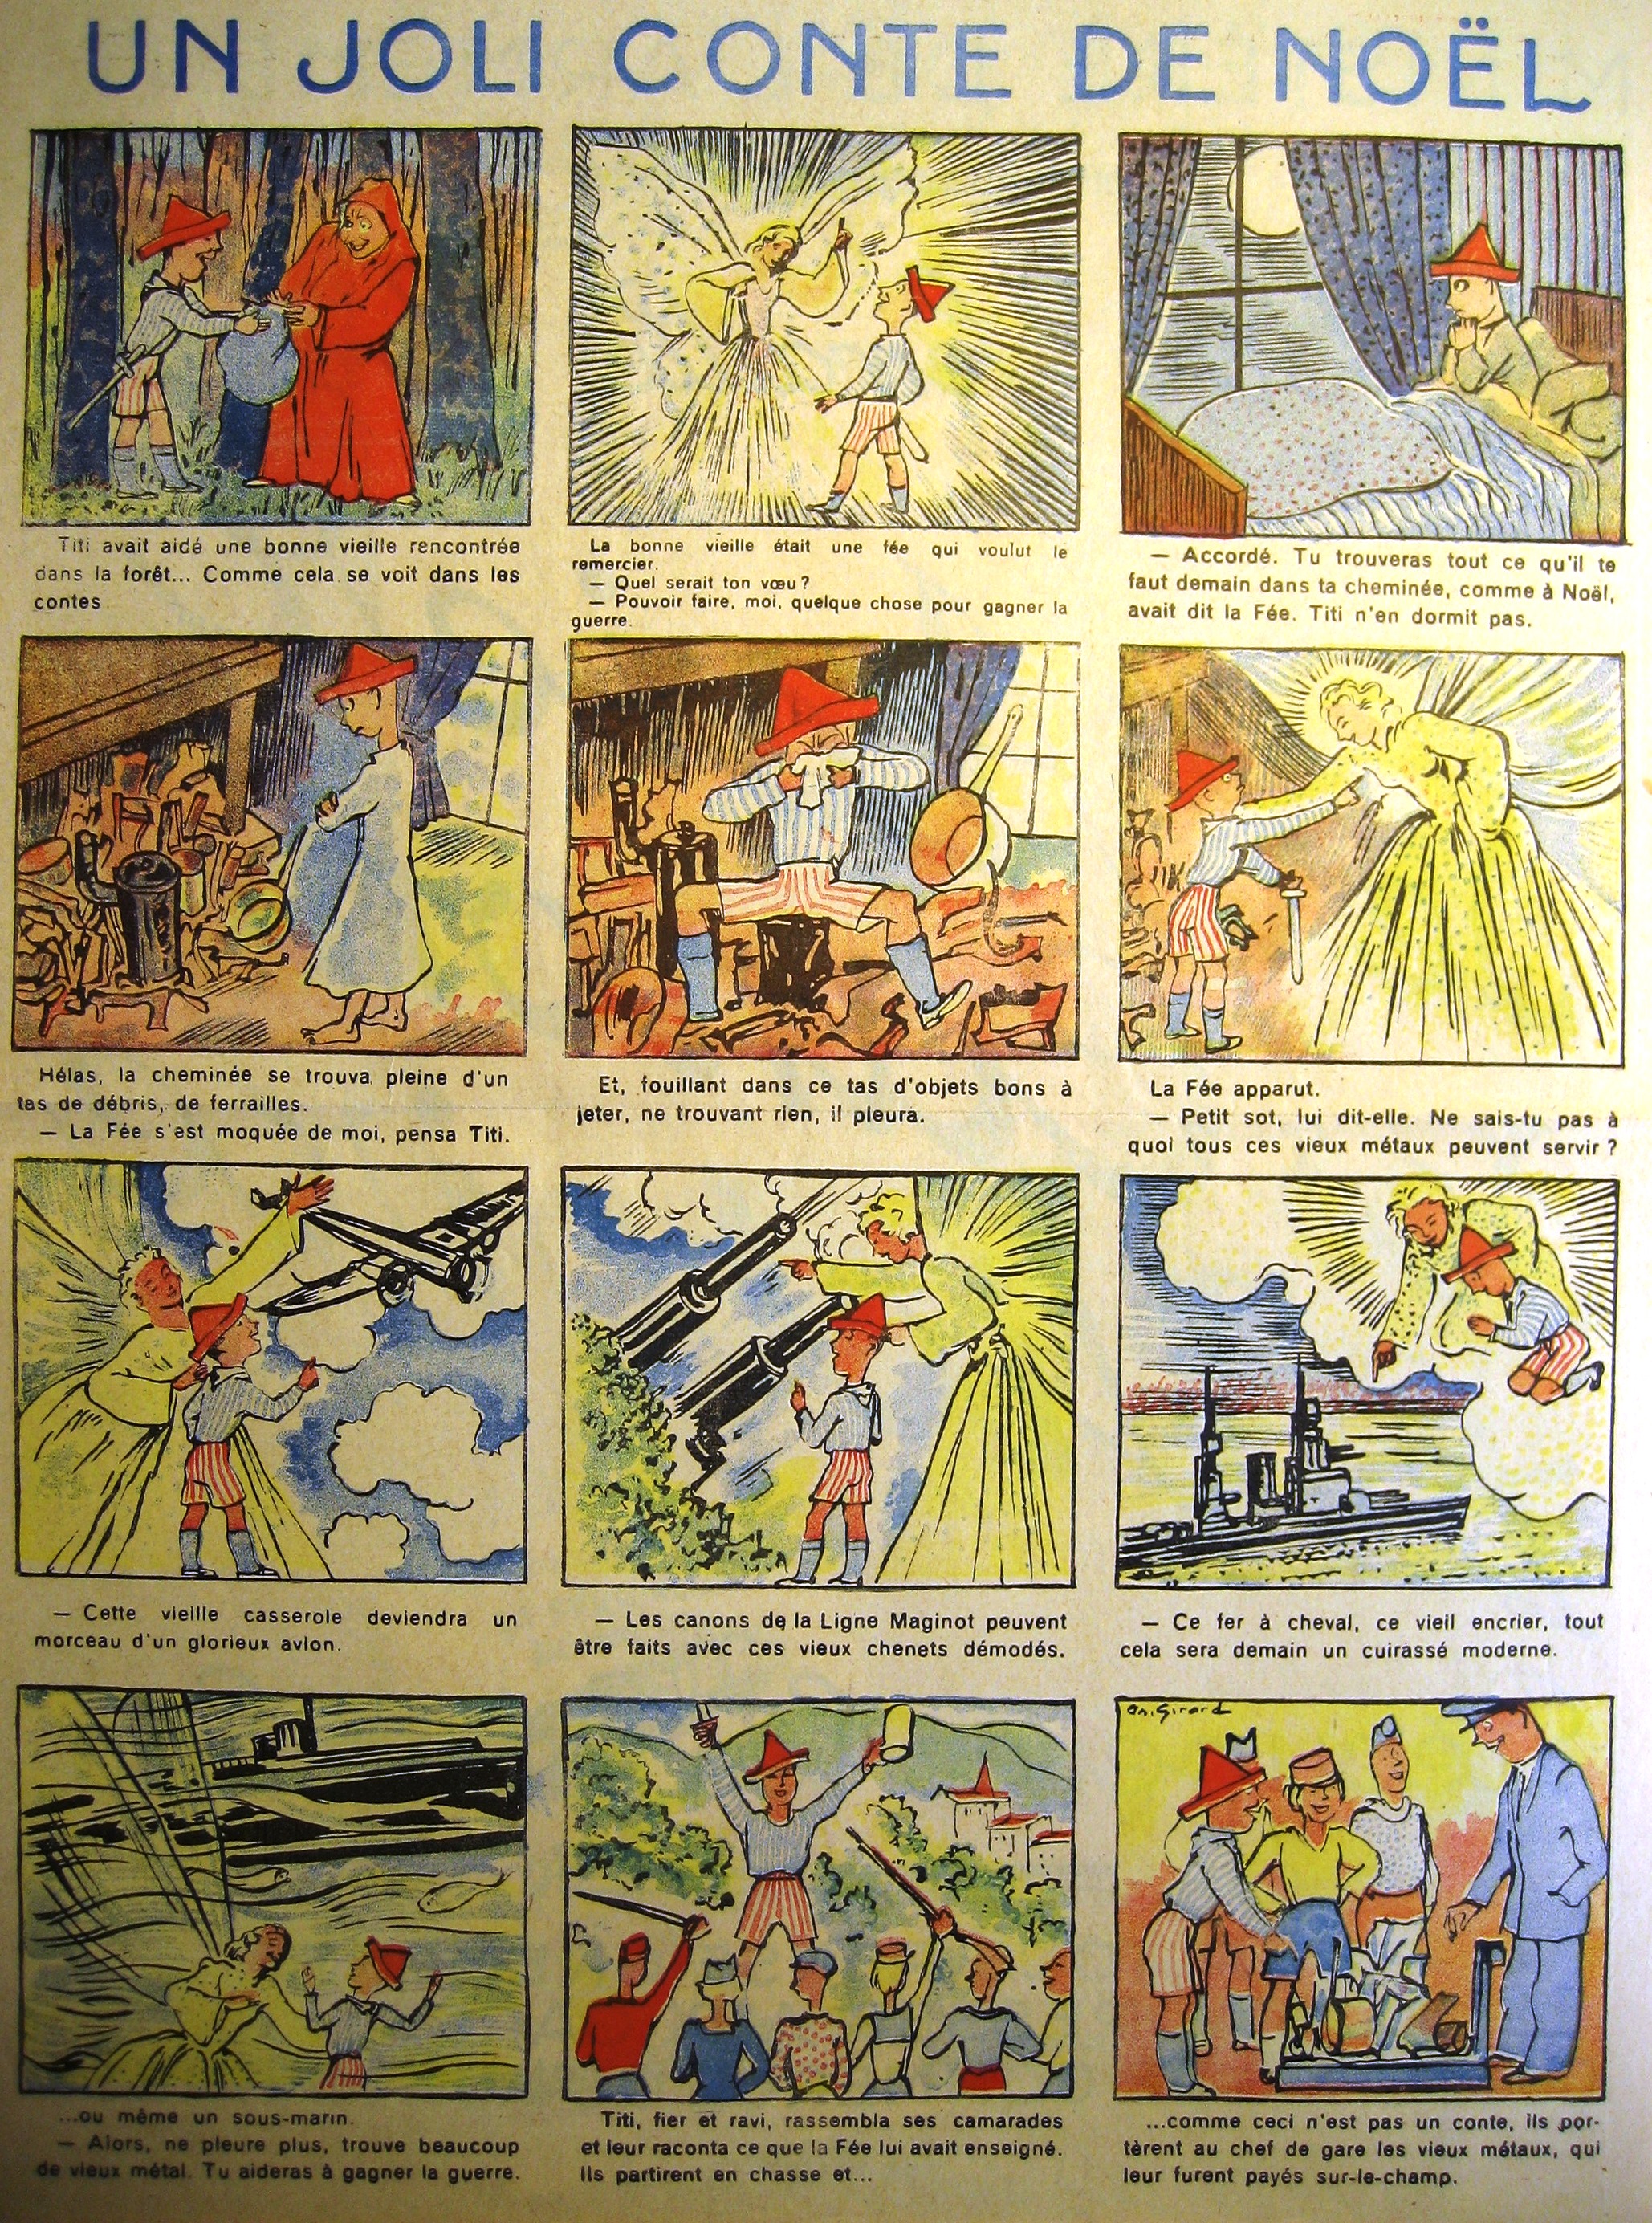 UN JOLI CONTE DE NOËL
Titi avait aidé une bonne vieille rencontrée
dans la forêt... Comme cela se voit dans les
contes
La bonne vieille était une fée qui voulut le
remercier.
— Quel serait ton vœu ?
— Pouvoir faire, moi, quelque chose pour gagner la
guerre.
— Accordé. Tu trouveras tout ce qu'il te
faut demain dans ta cheminée, comme à Noël,
avait dit la Fée. Titi n'en dormit pas.
Hélas, la cheminée se trouva pleine d'un
tas de débris, de ferrailles.
— La Fée s'est moquée de moi, pensa Titi.
Et, fouillant dans ce tas d'objets bons à
jeter, ne trouvant rien, il pleura.
La Fée apparut.
— Petit sot, lui dit-elle. Ne sais-tu pas à
quoi tous ces vieux métaux peuvent servir ?
— Cette vieille casserole deviendra un
morceau d'un glorieux avion.
— Les canons de la Ligne Maginot peuvent
être faits avec ces vieux chenets démodés.
— Ce fer à cheval, ce vieil encrier, tout
cela sera demain un cuirassé moderne.
an. Girard
...ou même un sous-marin.
— Alors, ne pleure plus, trouve beaucoup
de vieux métal. Tu aideras à gagner la guerre.
Titi, fier et ravi, rassembla ses camarades
et leur raconta ce que la Fée lui avait enseigné.
Ils partirent en chasse et...
...comme ceci n'est pas un conte, ils por-
tèrent au chef de gare les vieux métaux, qui
leur furent payés sur-le-champ.